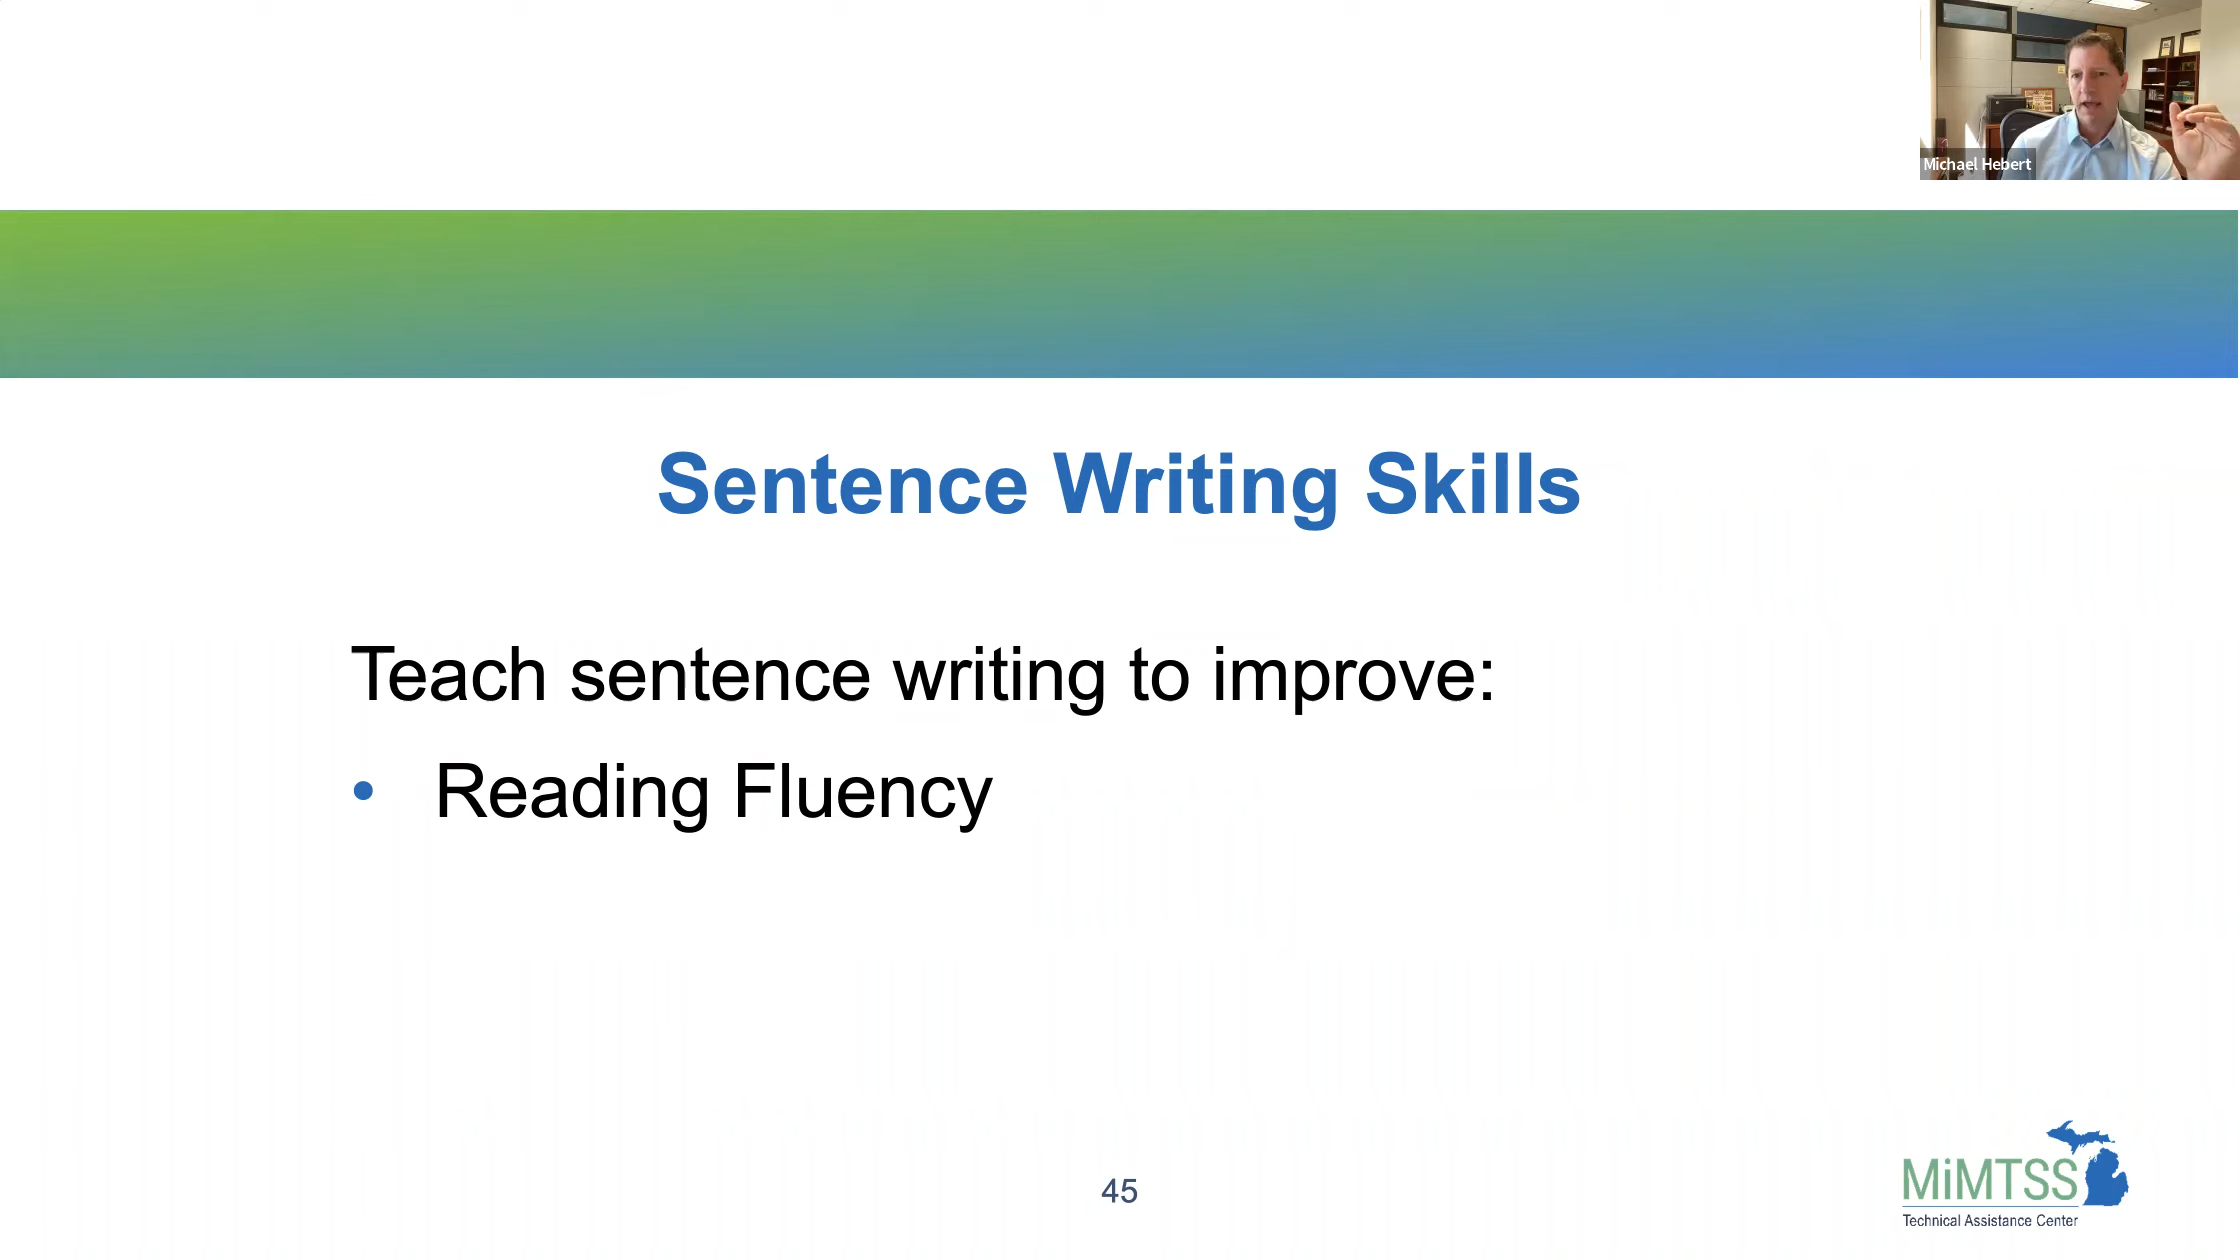 Michael Hebert
Sentence Writing Skills
Teach sentence writing to improve:
• Reading Fluency
45
MiMTSS
Technical Assistance Center